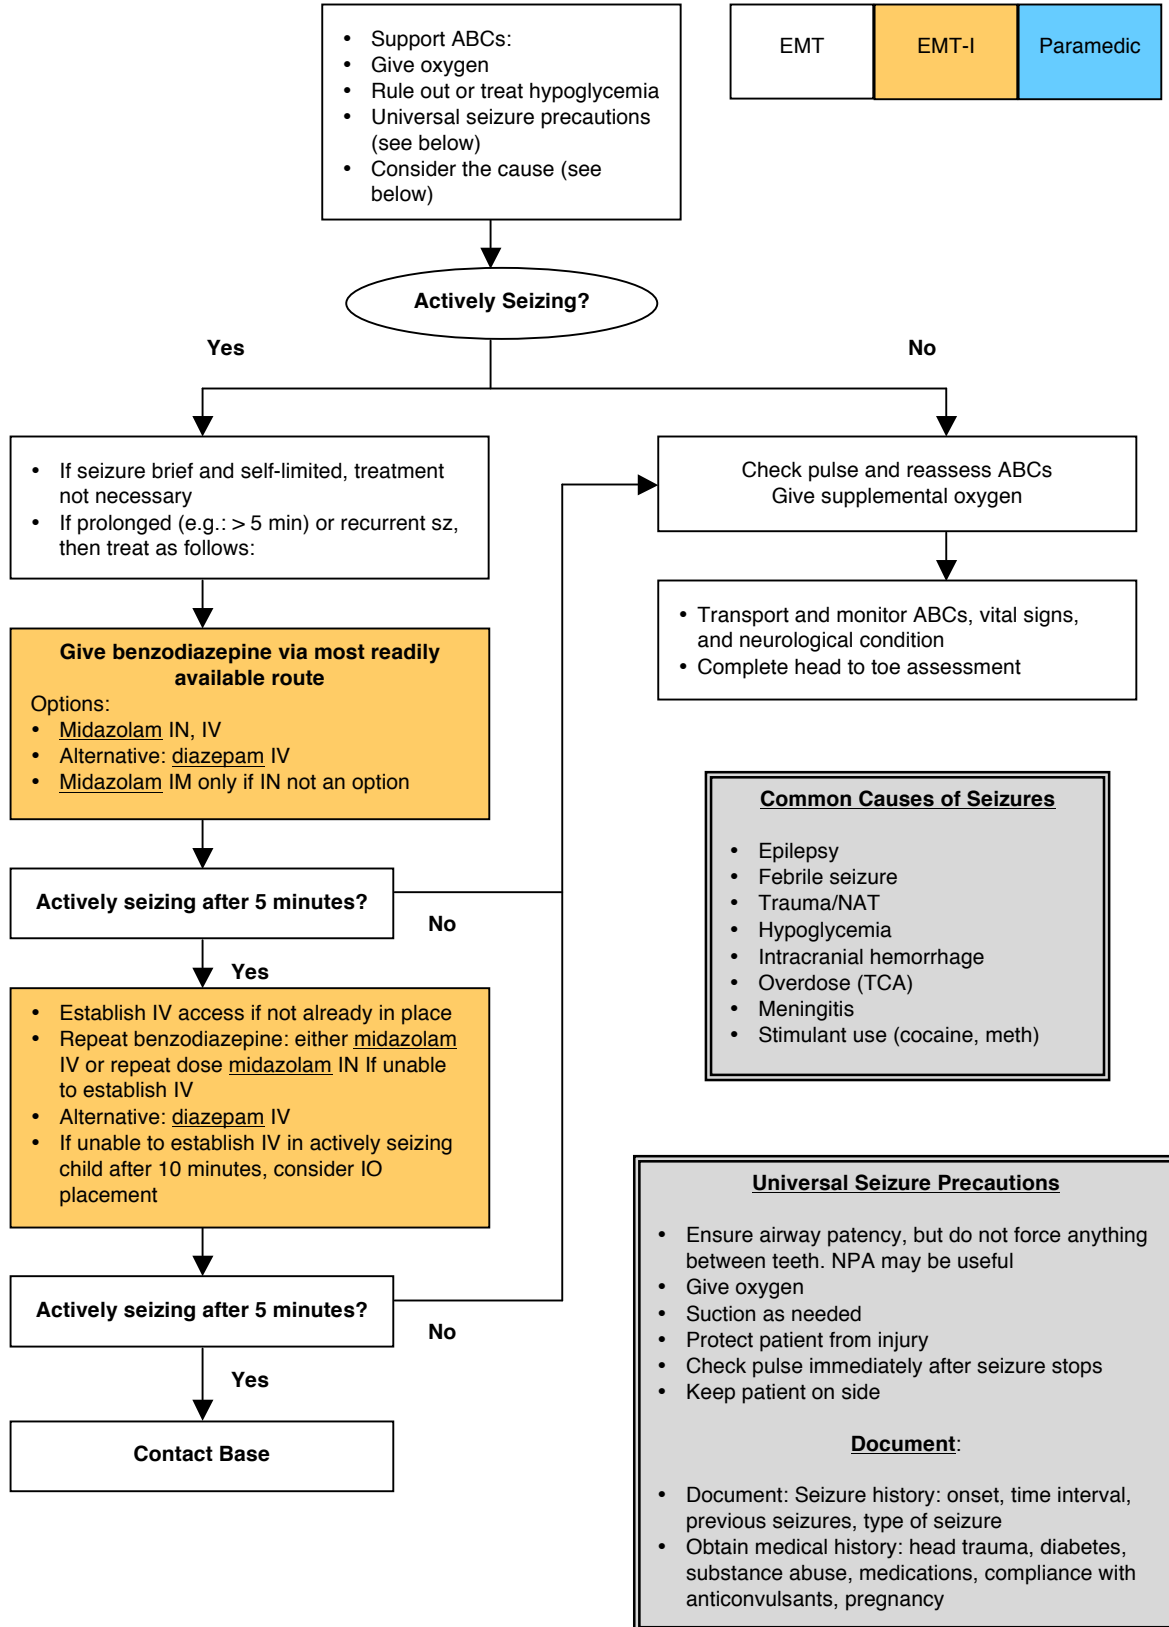 • Support ABCs:
• Give oxygen
• Rule out or treat hypoglycemia
• Universal seizure precautions
(see below)
• Consider the cause (see
below)
EMT
EMT-I
Paramedic
Actively Seizing?
Yes
No
• If seizure brief and self-limited, treatment
not necessary
• If prolonged (e.g.: > 5 min) or recurrent sz,
then treat as follows:
Check pulse and reassess ABCs
Give supplemental oxygen
Give benzodiazepine via most readily
available route
Options:
• Midazolam IN, IV
• Alternative: diazepam IV
• Midazolam IM only if IN not an option
• Transport and monitor ABCs, vital signs,
and neurological condition
• Complete head to toe assessment
Actively seizing after 5 minutes?
No
Yes
• Establish IV access if not already in place
• Repeat benzodiazepine: either midazolam
IV or repeat dose midazolam IN If unable
to establish IV
• Alternative: diazepam IV
• If unable to establish IV in actively seizing
child after 10 minutes, consider IO
placement
Actively seizing after 5 minutes?
No
Yes
Contact Base
Common Causes of Seizures
• Epilepsy
• Febrile seizure
• Trauma/NAT
• Hypoglycemia
• Intracranial hemorrhage
• Overdose (TCA)
• Meningitis
• Stimulant use (cocaine, meth)
Universal Seizure Precautions
• Ensure airway patency, but do not force anything
between teeth. NPA may be useful
• Give oxygen
• Suction as needed
• Protect patient from injury
• Check pulse immediately after seizure stops
• Keep patient on side
Document:
• Document: Seizure history: onset, time interval,
previous seizures, type of seizure
• Obtain medical history: head trauma, diabetes,
substance abuse, medications, compliance with
anticonvulsants, pregnancy